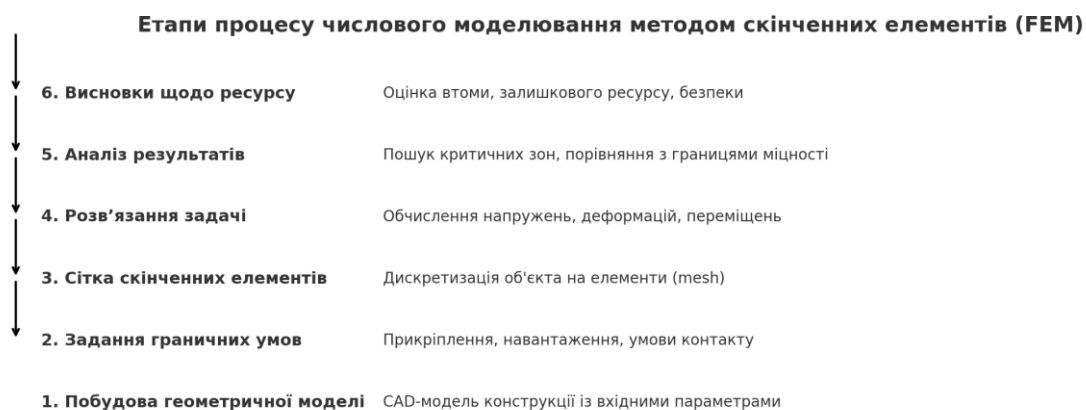 Етапи процесу числового моделювання методом скінченних елементів (FEM)
6. Висновки щодо ресурсу Оцінка втоми, залишкового ресурсу, безпеки
5. Аналіз результатів Пошук критичних зон, порівняння з границями міцності
4. Розв’язання задачі Обчислення напружень, деформацій, переміщень
3. Сітка скінченних елементів Дискретизація об'єкта на елементи (mesh)
2. Задання граничних умов Прикріплення, навантаження, умови контакту
1. Побудова геометричної моделі CAD-модель конструкції із вхідними параметрами